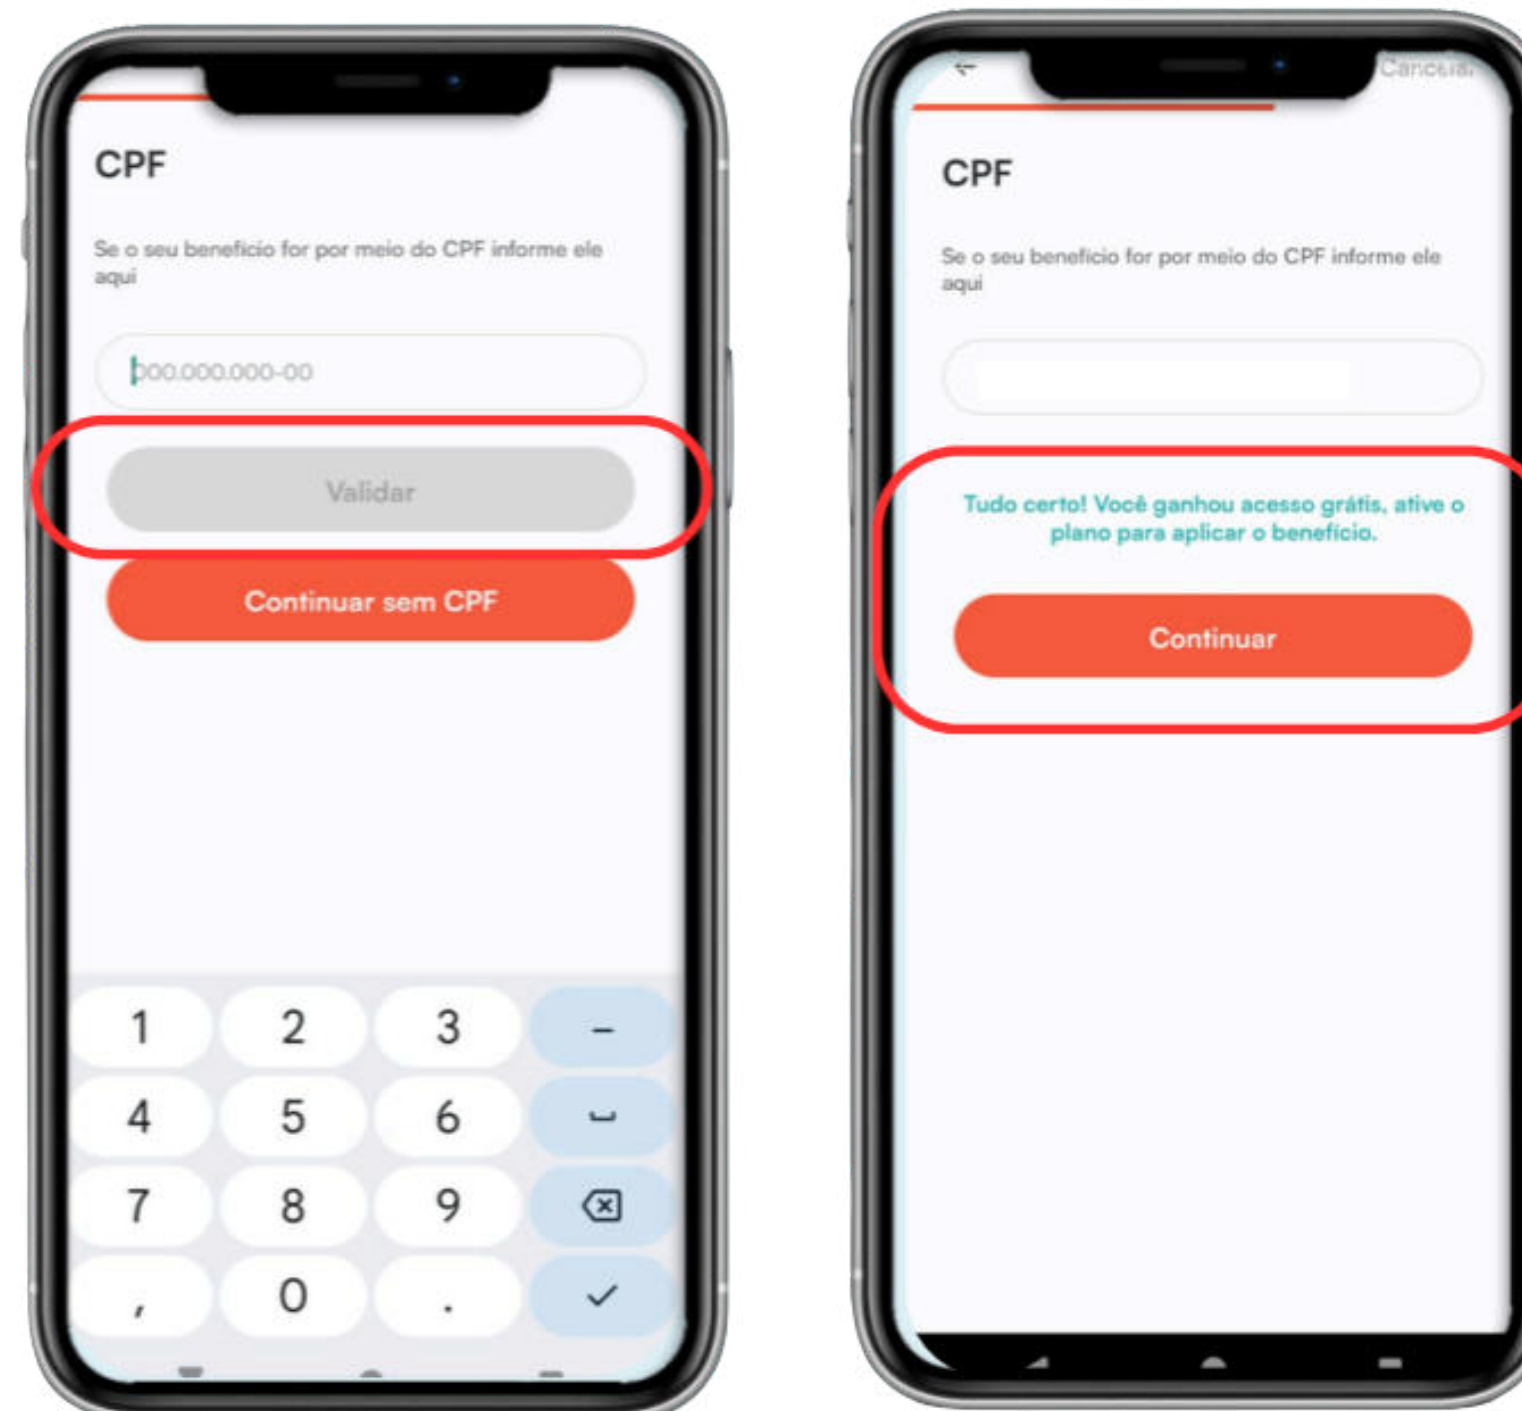 CPF
Se o seu benefício for por meio do CPF informe ele
aqui
000.000.000-00
Validar
Continuar sem CPF
1 2 3 -
4 5 6
7 8 9
, 0 .
Cancelar
CPF
Se o seu benefício for por meio do CPF informe ele
aqui
Tudo certo! Você ganhou acesso grátis, ative o
plano para aplicar o benefício.
Continuar